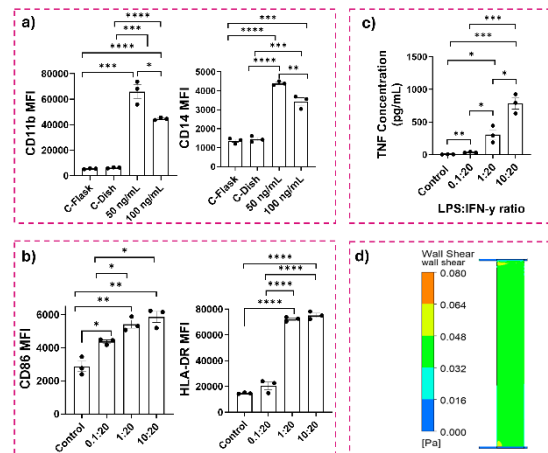 a)
****
***
****
***
*
CD11b MFI
80000
60000
40000
20000
0
C-Flask
C-Dish
50 ng/mL
100 ng/mL
***
****
***
****
**
CD14 MFI
5000
4000
3000
2000
1000
0
C-Flask
C-Dish
50 ng/mL
100 ng/mL
c)
***
***
*
*
**
*
TNF Concentration
(pg/mL)
1500
1000
500
0
Control
0.1:20
1:20
10:20
LPS:IFN-y ratio
b)
*
*
**
**
*
CD86 MFI
6000
4000
2000
0
Control
0.1:20
1:20
10:20
****
****
****
****
HLA-DR MFI
80000
60000
40000
20000
0
Control
0.1:20
1:20
10:20
d)
Wall Shear
wall shear
0.080
0.064
0.048
0.032
0.016
0.000
[Pa]